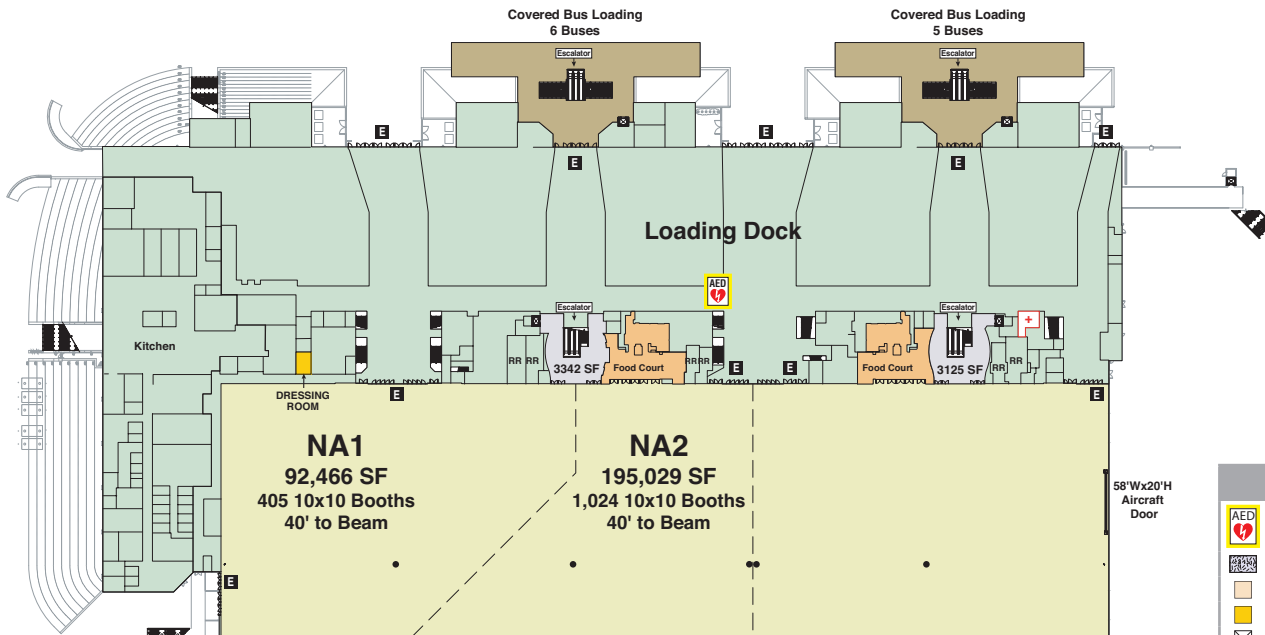 Covered Bus Loading
6 Buses
Escalator
Covered Bus Loading
5 Buses
Escalator
E
E
E
E
E
Loading Dock
AED
Escalator
Escalator
+
Kitchen
RR
RR
3342 SF
Food Court
RR
RR
E
E
Food Court
3125 SF
RR
RR
DRESSING
ROOM
E
E
NA1
92,466 SF
405 10x10 Booths
40' to Beam
NA2
195,029 SF
1,024 10x10 Booths
40' to Beam
58'Wx20'H
Aircraft
Door
AED
E